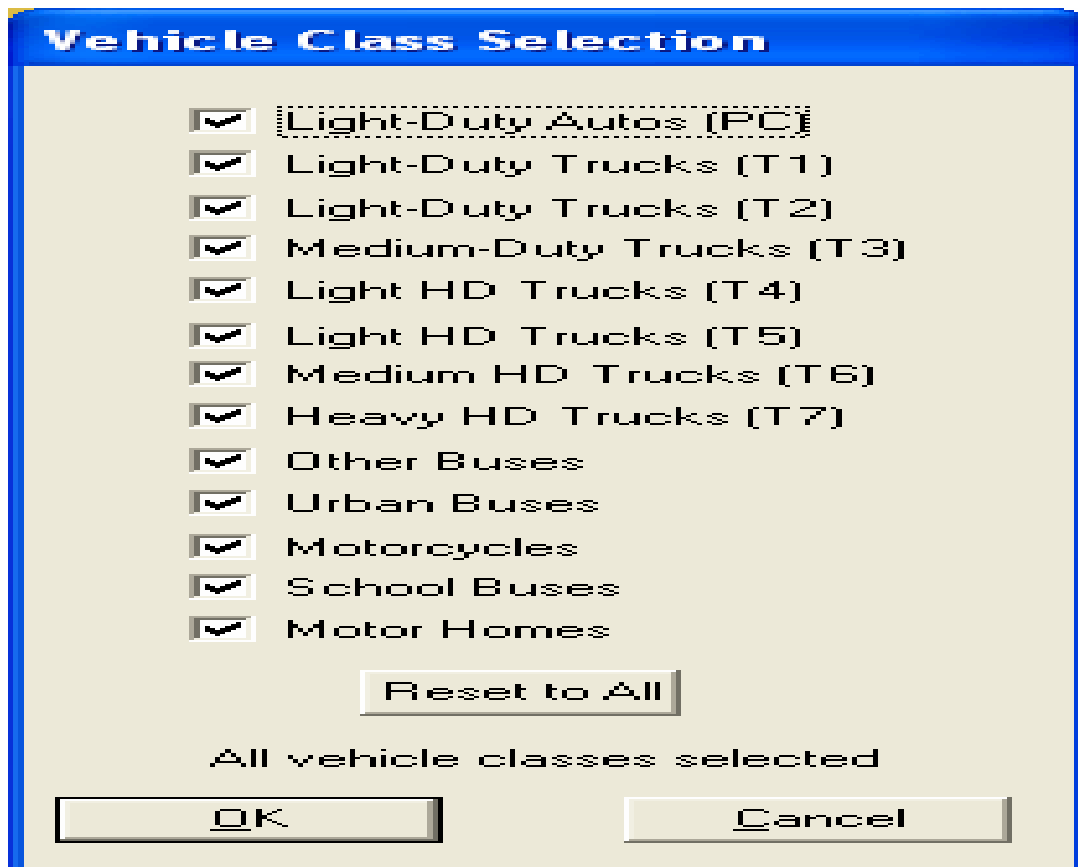 Vehicle Class Selection
Light-Duty Autos (PC)
Light-Duty Trucks (T1)
Light-Duty Trucks (T2)
Medium-Duty Trucks (T3)
Light HD Trucks (T4)
Light HD Trucks (T5)
Medium HD Trucks (T6)
Heavy HD Trucks (T7)
Other Buses
Urban Buses
Motorcycles
School Buses
Motor Homes
Reset to All
All vehicle classes selected
OK Cancel